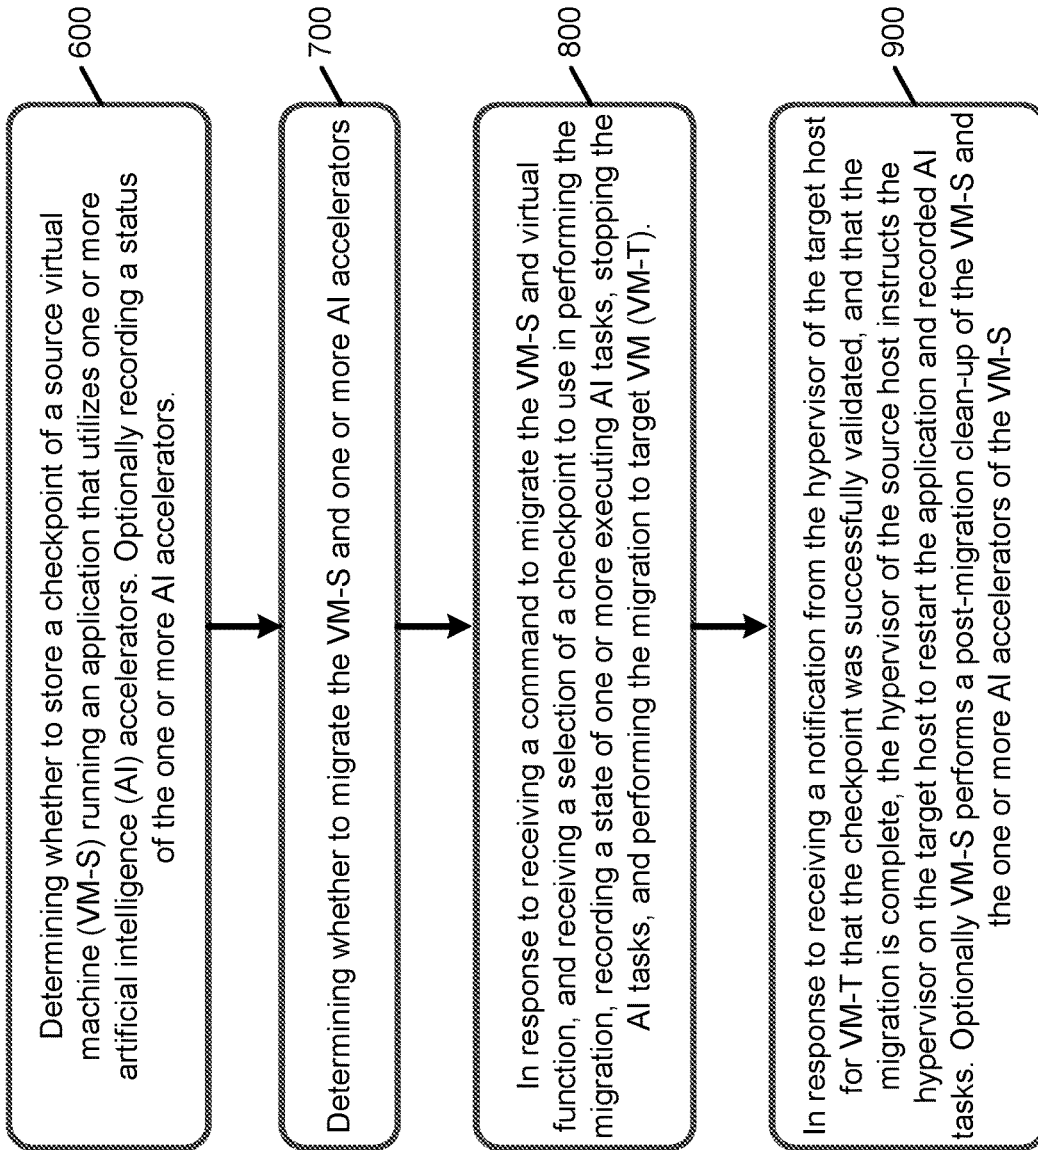 Determining whether to store a checkpoint of a source virtual
machine (VM-S) running an application that utilizes one or more
artificial intelligence (AI) accelerators. Optionally recording a status
of the one or more AI accelerators.
600
Determining whether to migrate the VM-S and one or more AI accelerators
700
In response to receiving a command to migrate the VM-S and virtual
function, and receiving a selection of a checkpoint to use in performing the
migration, recording a state of one or more executing AI tasks, stopping the
AI tasks, and performing the migration to target VM (VM-T).
800
In response to receiving a notification from the hypervisor of the target host
for VM-T that the checkpoint was successfully validated, and that the
migration is complete, the hypervisor of the source host instructs the
hypervisor on the target host to restart the application and recorded AI
tasks. Optionally VM-S performs a post-migration clean-up of the VM-S and
the one or more AI accelerators of the VM-S
900